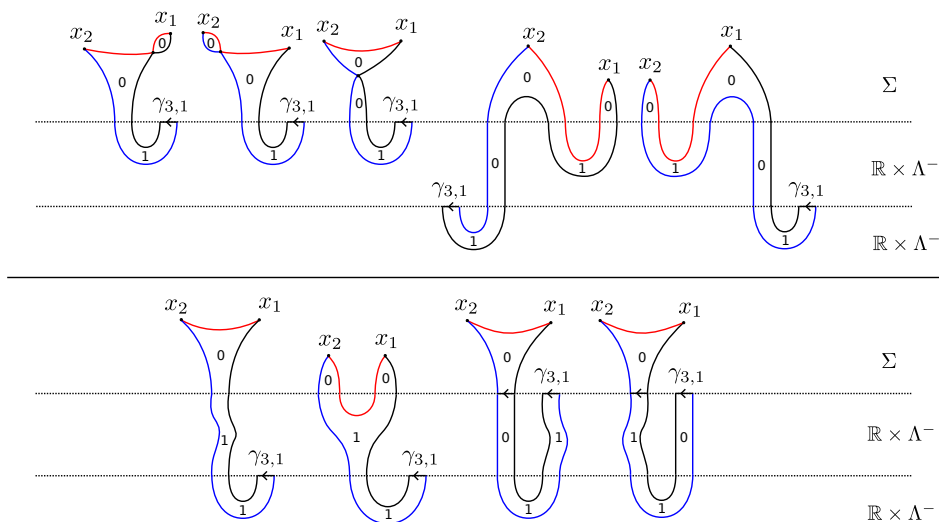 x₂ x₁ x₂ x₁ x₂ x₁ x₂ x₁ x₂ x₁
0 0 0 0 0 0 0 0 0 0 0 Σ
γ₃,₁ γ₃,₁ γ₃,₁
1 1 1 0 1 1 0 ℝ × Λ⁻
γ₃,₁ γ₃,₁
1 1 ℝ × Λ⁻
x₂ x₁ x₂ x₁ x₂ x₁ x₂ x₁
0 0 0 0 0 Σ
γ₃,₁ γ₃,₁
1 1 0 1 1 0 ℝ × Λ⁻
γ₃,₁ γ₃,₁
1 1 1 1 ℝ × Λ⁻